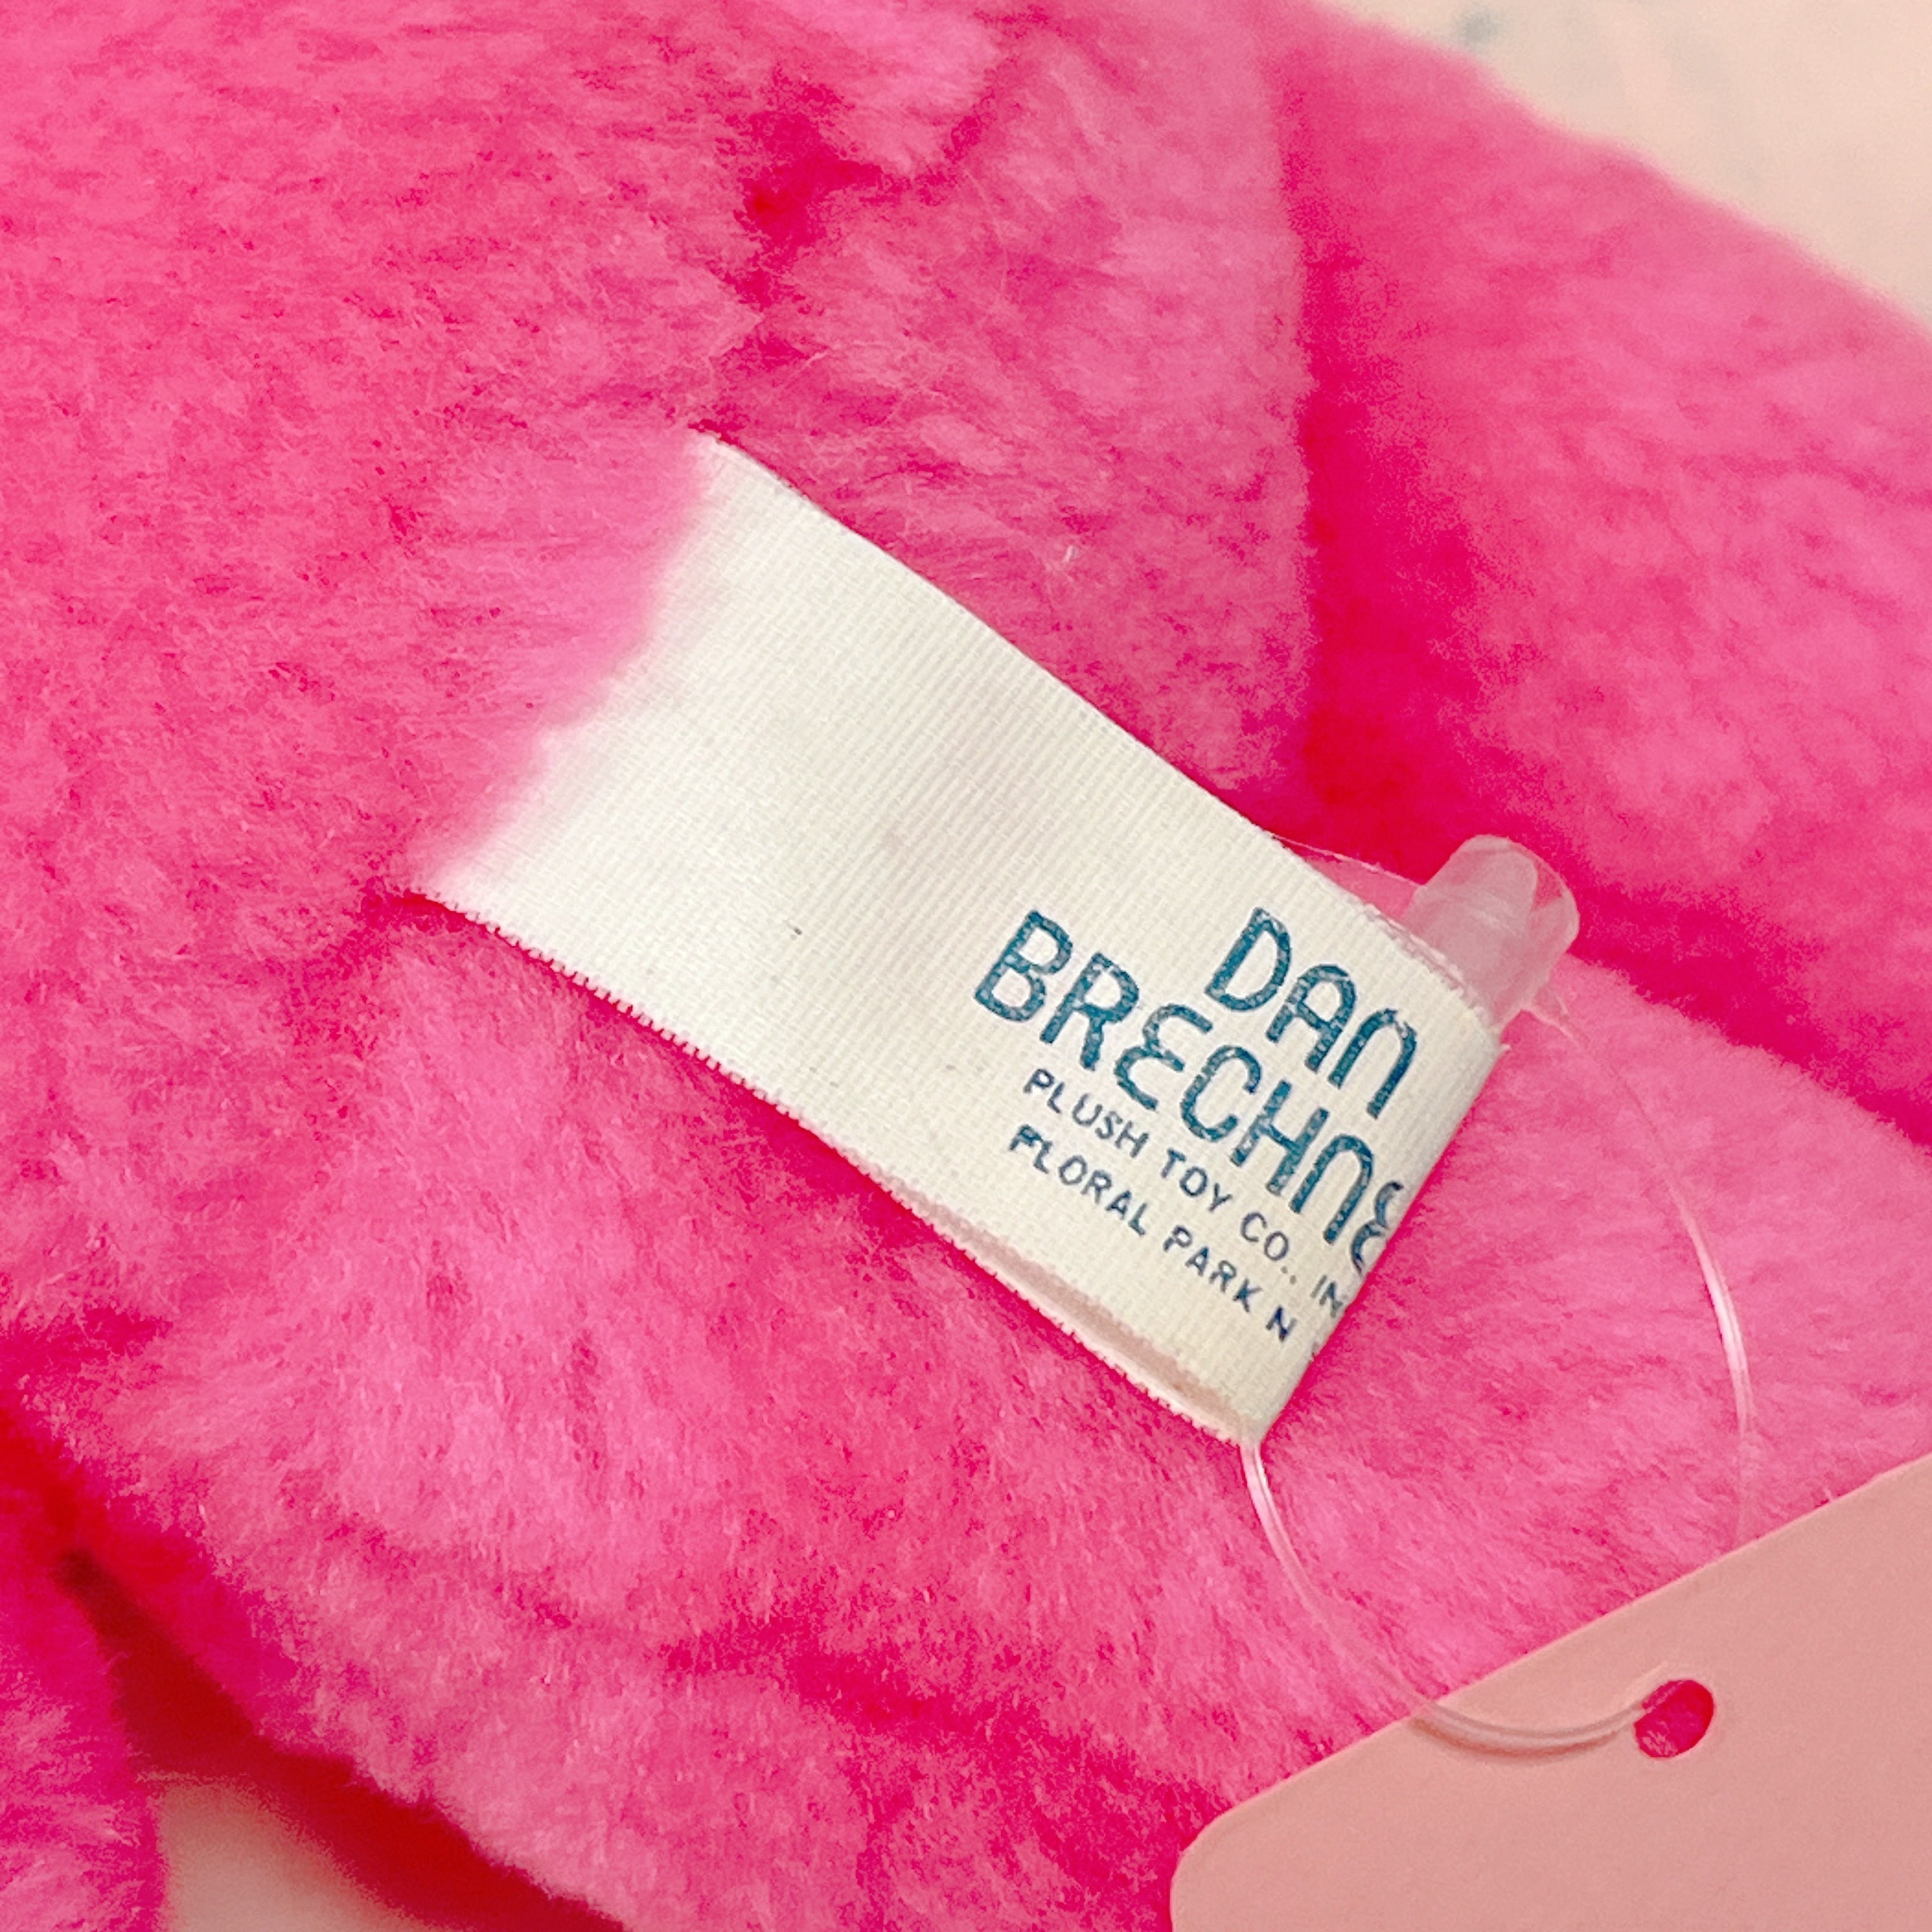 DAN
BRECHNE
PLUSH TOY CO., IN
FLORAL PARK N